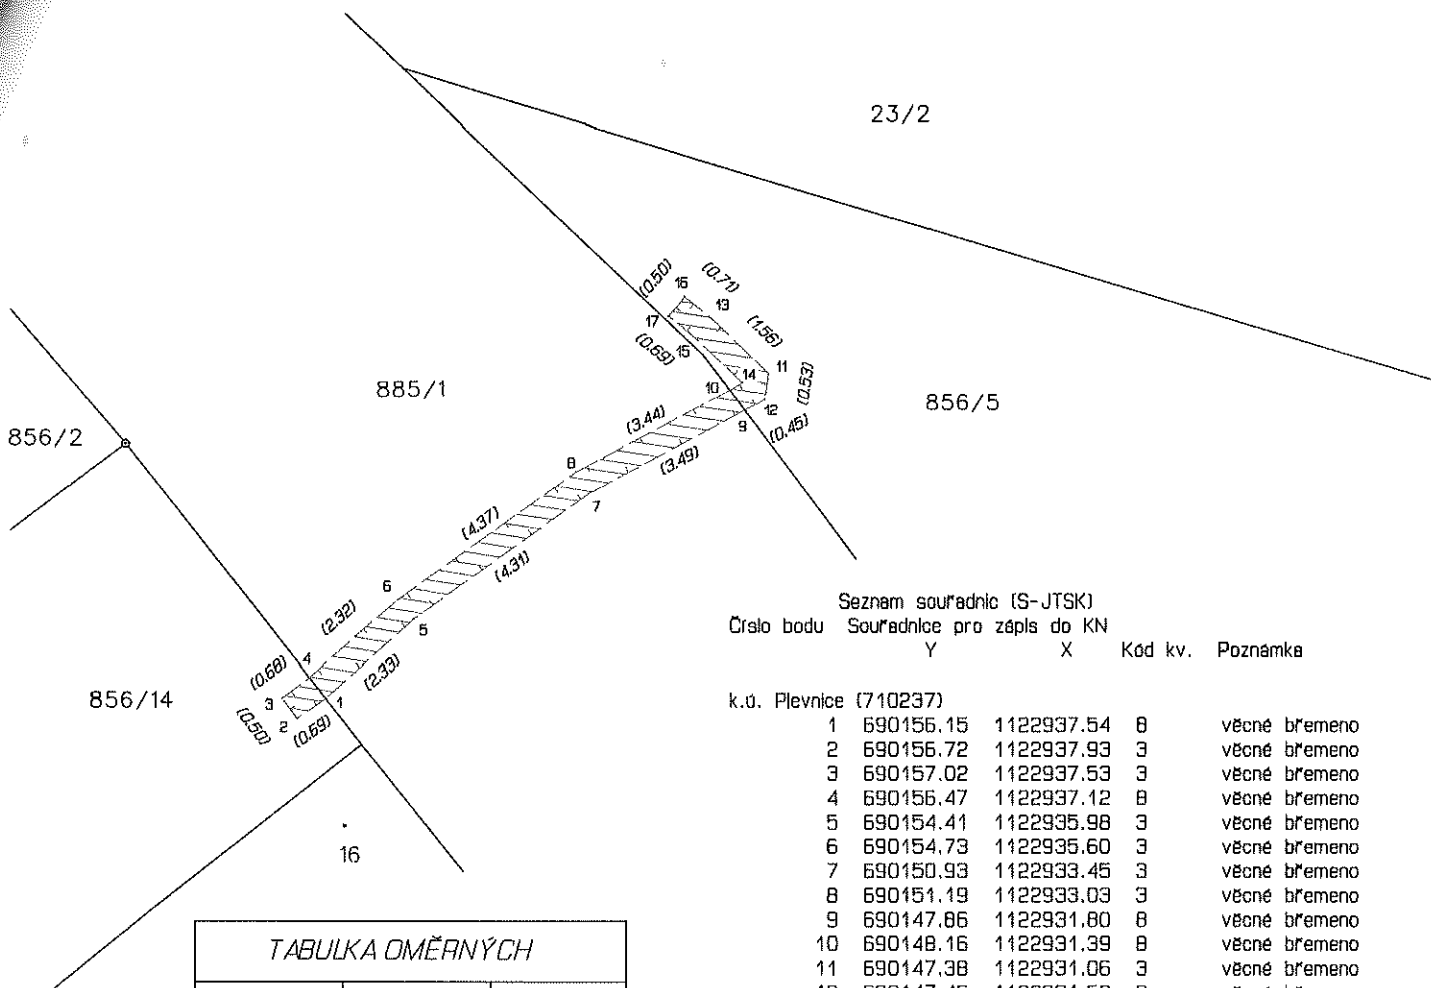 23/2
(0.50)
16
(0.71)
13
17
(1.56)
(0.69)
15
11
14
(0.53)
885/1
10
856/5
12
(3.44)
9
(0.45)
856/2
(3.49)
8
7
(4.37)
(4.31)
6
(2.32)
5
4
(0.68)
(2.33)
856/14
3
1
(0.50)
2
(0.69)
16
Seznam souřadnic (S-JTSK)
Číslo bodu Souřadnice pro zápis do KN
Y X Kód kv. Poznámka
k.ú. Plevnice (710237)
1 690156.15 1122937.54 8 věcné břemeno
2 690156.72 1122937.93 3 věcné břemeno
3 690157.02 1122937.53 3 věcné břemeno
4 690156.47 1122937.12 8 věcné břemeno
5 690154.41 1122935.98 3 věcné břemeno
6 690154.73 1122935.60 3 věcné břemeno
7 690150.93 1122933.45 3 věcné břemeno
8 690151.19 1122933.03 3 věcné břemeno
9 690147.86 1122931.80 8 věcné břemeno
10 690148.16 1122931.39 8 věcné břemeno
11 690147.38 1122931.06 3 věcné břemeno
TABULKA OMĚRNÝCH